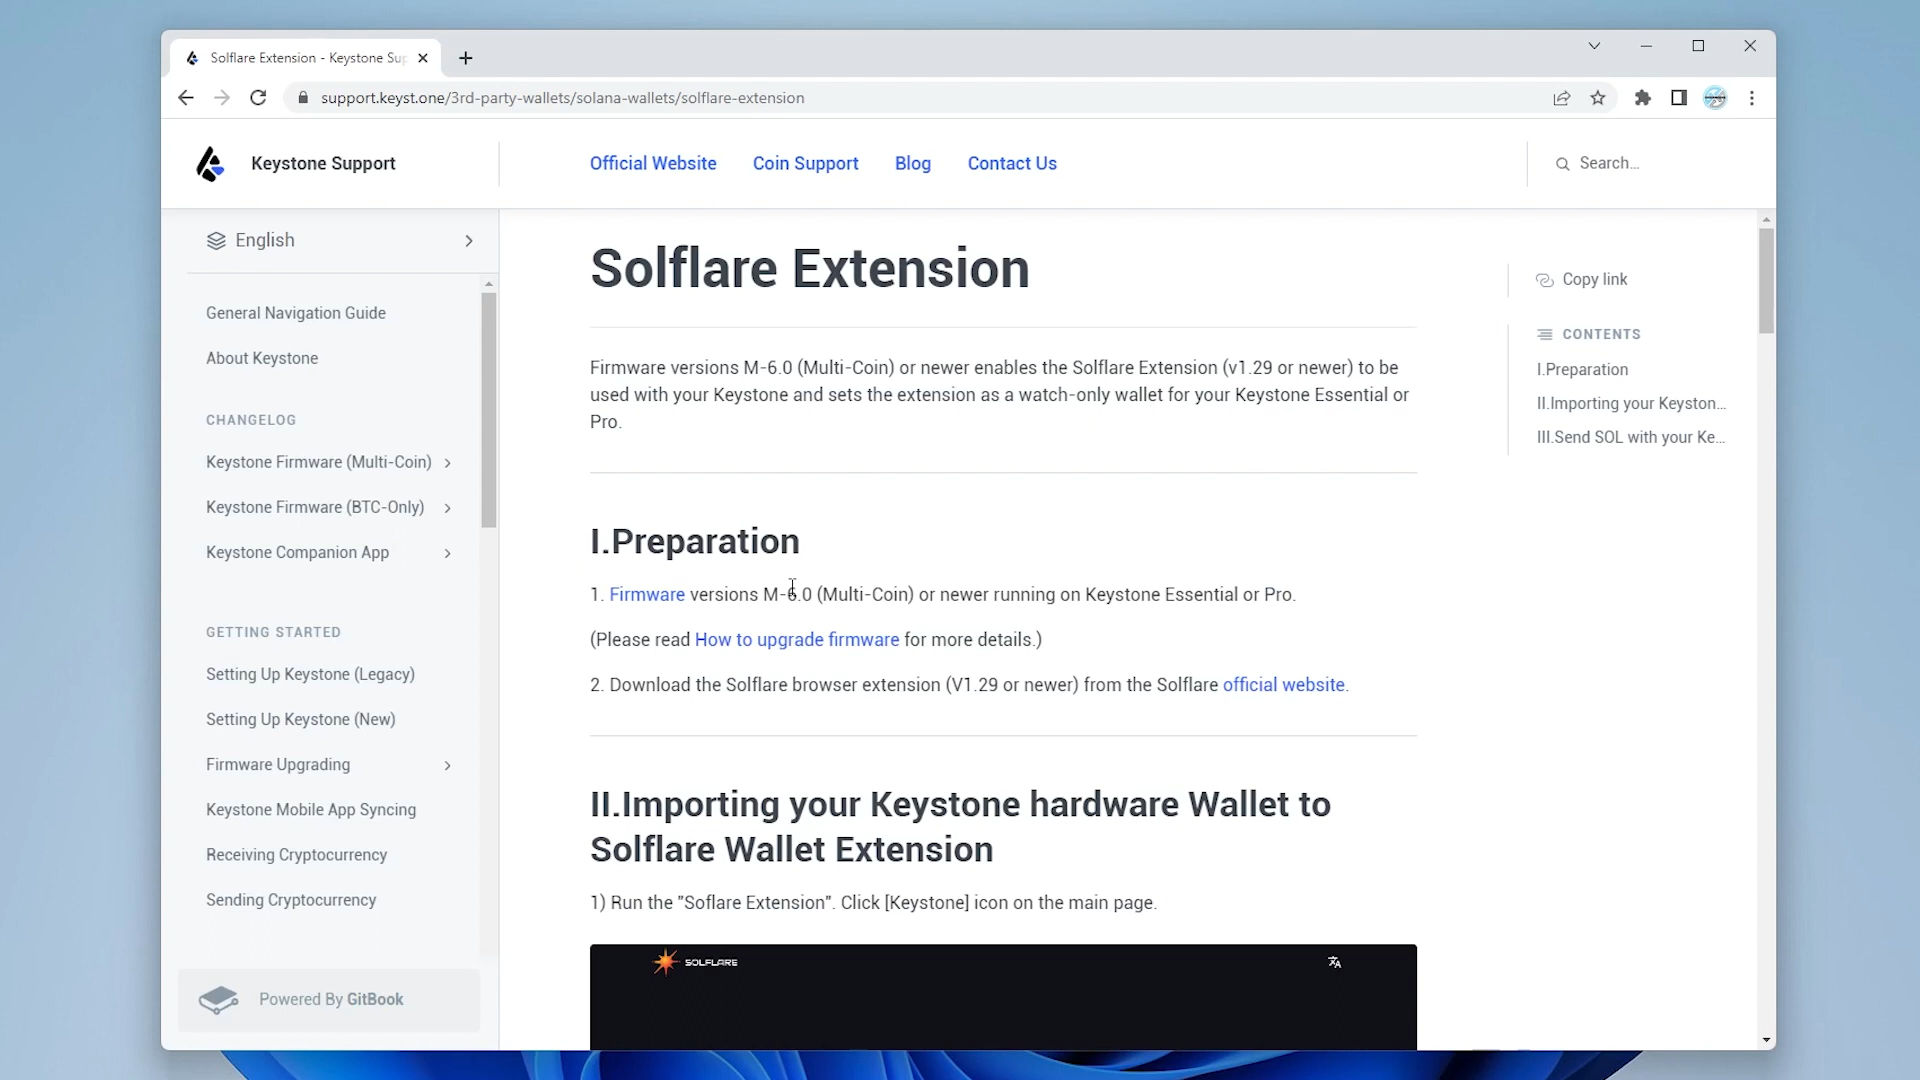 Solflare Extension - Keystone Sup
support.keyst.one/3rd-party-wallets/solana-wallets/solflare-extension
Keystone Support
Official Website
Coin Support
Blog
Contact Us
Search...
English
General Navigation Guide
About Keystone
CHANGELOG
Keystone Firmware (Multi-Coin)
Keystone Firmware (BTC-Only)
Keystone Companion App
GETTING STARTED
Setting Up Keystone (Legacy)
Setting Up Keystone (New)
Firmware Upgrading
Keystone Mobile App Syncing
Receiving Cryptocurrency
Sending Cryptocurrency
Powered By GitBook
Solflare Extension
Firmware versions M-6.0 (Multi-Coin) or newer enables the Solflare Extension (v1.29 or newer) to be
used with your Keystone and sets the extension as a watch-only wallet for your Keystone Essential or
Pro.
I.Preparation
1. Firmware versions M-6.0 (Multi-Coin) or newer running on Keystone Essential or Pro.
(Please read How to upgrade firmware for more details.)
2. Download the Solflare browser extension (V1.29 or newer) from the Solflare official website.
II.Importing your Keystone hardware Wallet to
Solflare Wallet Extension
1) Run the "Soflare Extension". Click [Keystone] icon on the main page.
SOLFLARE
Copy link
CONTENTS
I.Preparation
II.Importing your Keyston...
III.Send SOL with your Ke...